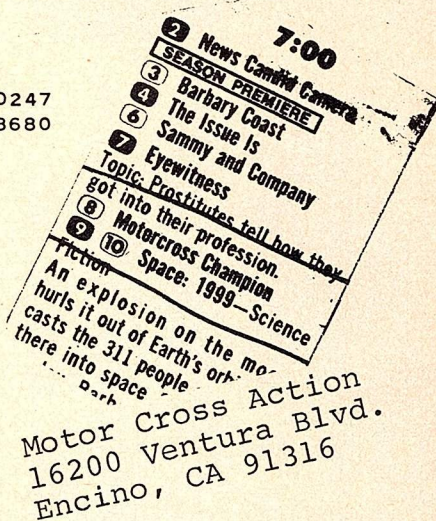 0247
3680
7:00
2 News Candid Camera
SEASON PREMIERE
3 Barbary Coast
4 The Issue Is
6 Sammy and Company
7 Eyewitness
Topic: Prostitutes tell how they
got into their profession.
8 Motorcross Champion
9 10 Space: 1999—Science
Fiction
An explosion on the mo
hurls it out of Earth's orb
casts the 311 people
there into space
Motor Cross Action
16200 Ventura Blvd.
Encino, CA 91316